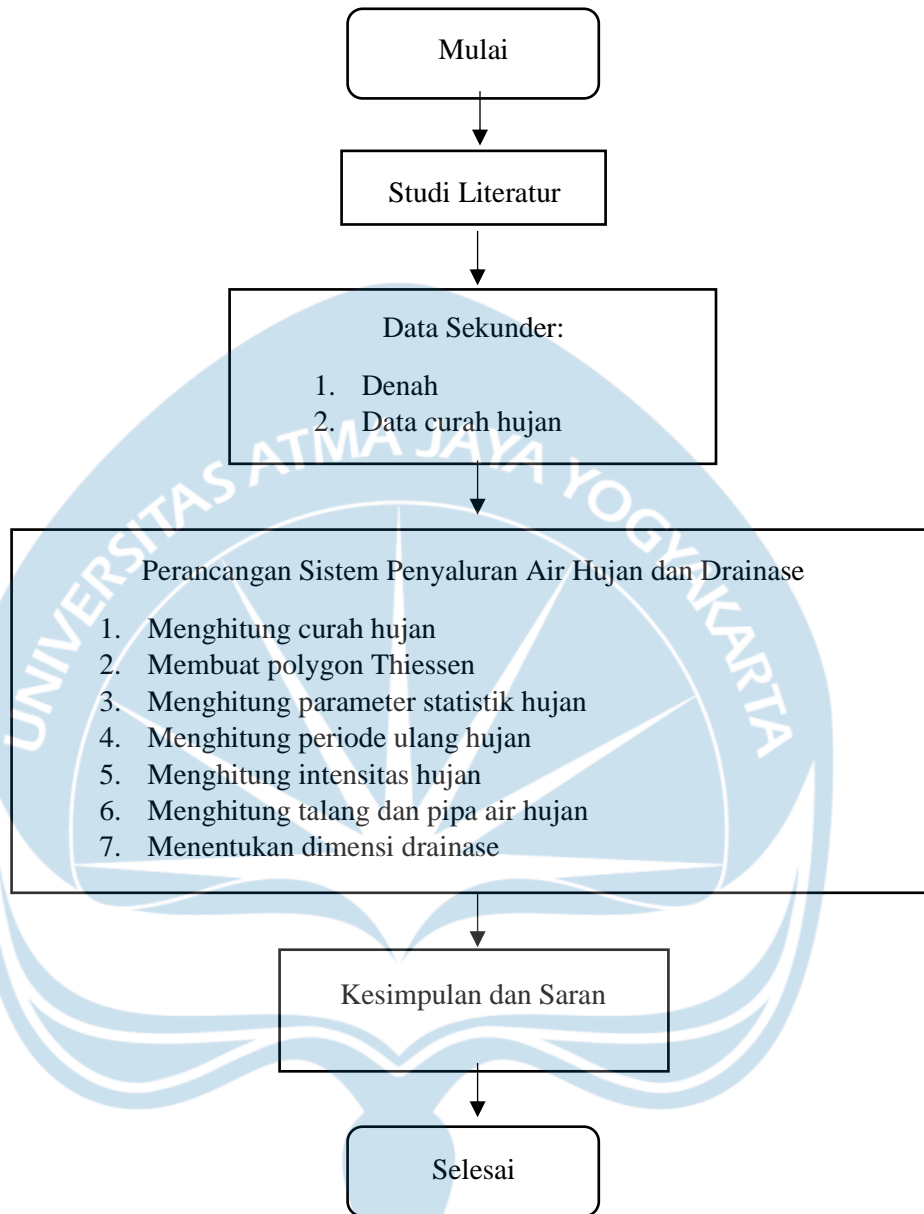 Mulai
Studi Literatur
Data Sekunder:
1. Denah
2. Data curah hujan
UNIVERSITAS ATMA JAYA YOGYAKARTA
Perancangan Sistem Penyaluran Air Hujan dan Drainase
1. Menghitung curah hujan
2. Membuat polygon Thiessen
3. Menghitung parameter statistik hujan
4. Menghitung periode ulang hujan
5. Menghitung intensitas hujan
6. Menghitung talang dan pipa air hujan
7. Menentukan dimensi drainase
Kesimpulan dan Saran
Selesai